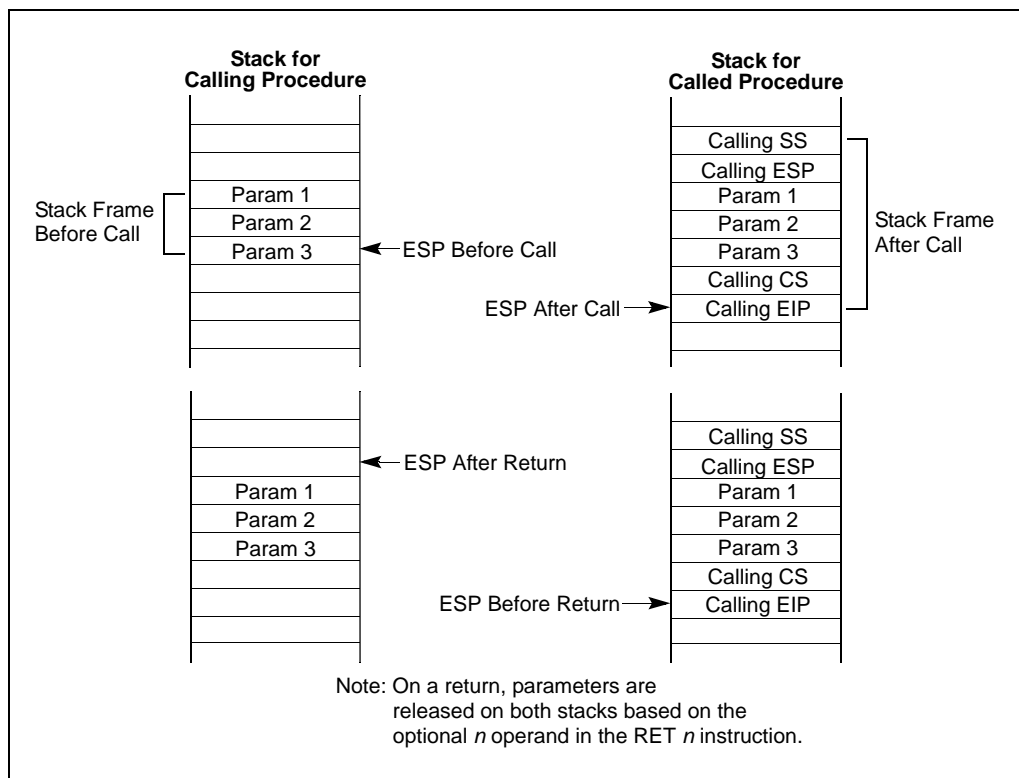 Stack for
Calling Procedure
Stack for
Called Procedure
Stack Frame
Before Call
Param 1
Param 2
Param 3
ESP Before Call
ESP After Call
Calling SS
Calling ESP
Param 1
Param 2
Param 3
Calling CS
Calling EIP
Stack Frame
After Call
ESP After Return
Param 1
Param 2
Param 3
ESP Before Return
Calling SS
Calling ESP
Param 1
Param 2
Param 3
Calling CS
Calling EIP
Note: On a return, parameters are
released on both stacks based on the
optional n operand in the RET n instruction.